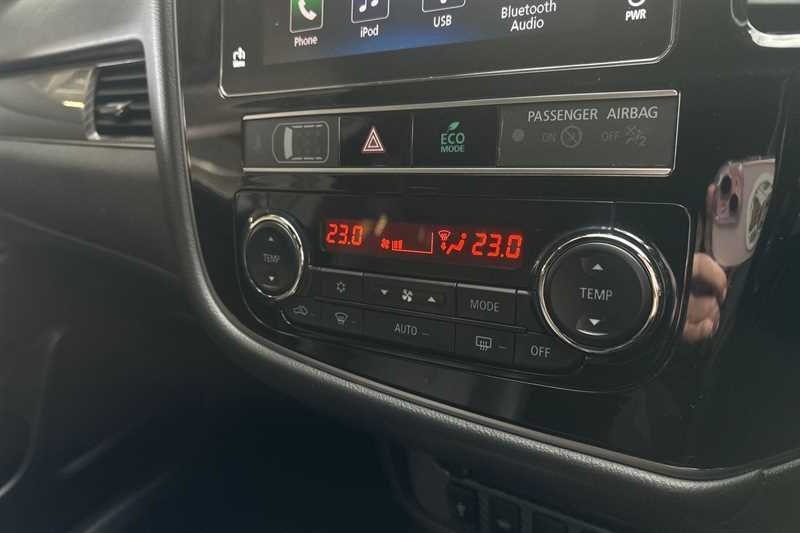 Phone
iPod
USB
Bluetooth
Audio
PWR
ECO
MODE
PASSENGER AIRBAG
ON
OFF
2
23.0
23.0
TEMP
TEMP
MODE
AUTO
OFF